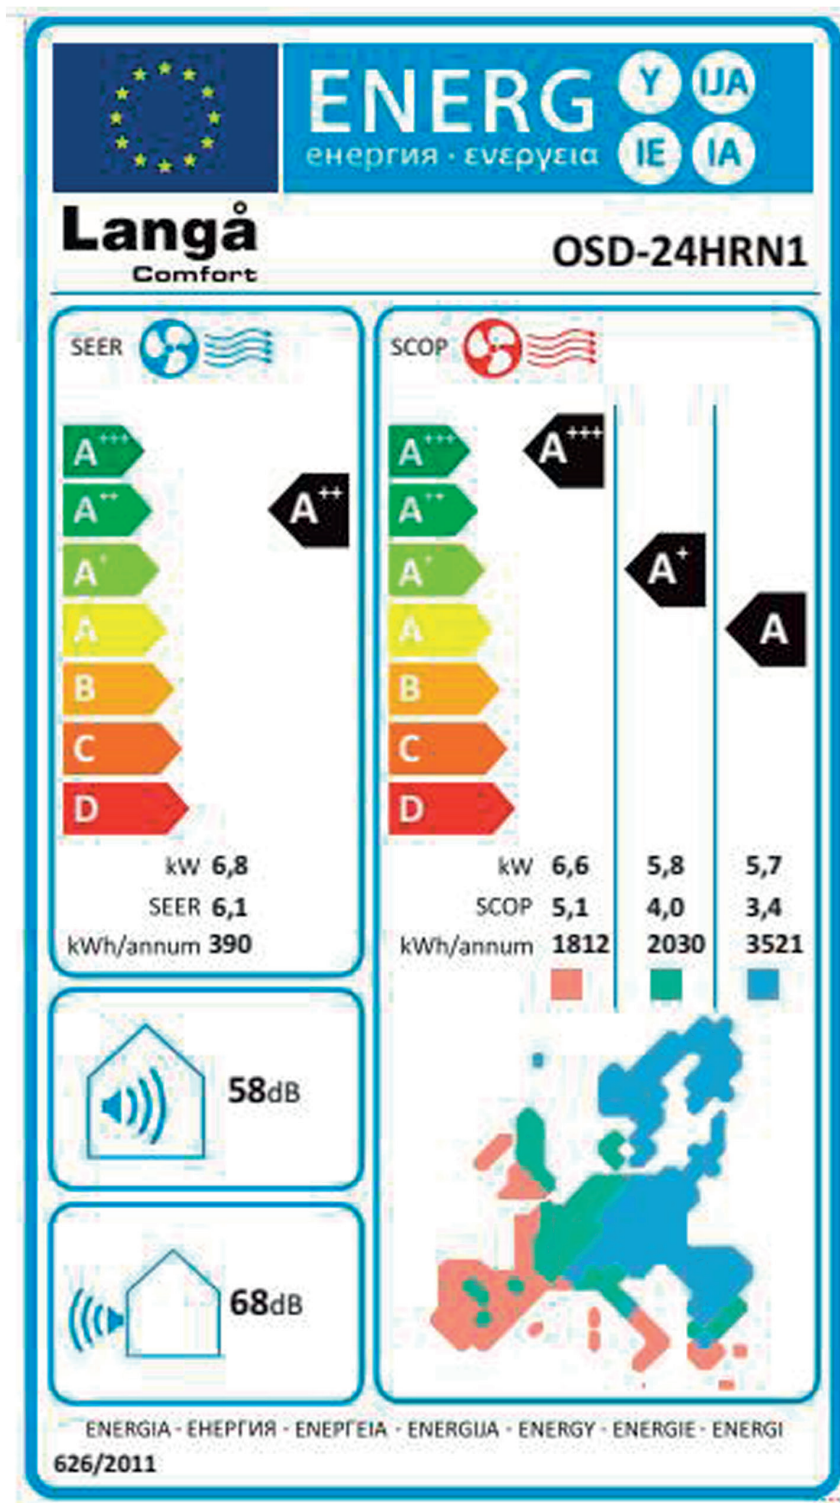 ENERG
Y IJA
енергия · ενεργεια
IE IA
Langå
Comfort
OSD-24HRN1
SEER
A+++
A++
A+
A
B
C
D
A++
kW 6,8
SEER 6,1
kWh/annum 390
SCOP
A+++
A++
A+
A
B
C
D
A+++
A+
A
kW 6,6 5,8 5,7
SCOP 5,1 4,0 3,4
kWh/annum 1812 2030 3521
58dB
68dB
ENERGIA - ЕНЕРГИЯ - ΕΝΕΡΓΕΙΑ - ENERGIJA - ENERGY - ENERGIE - ENERGI
626/2011